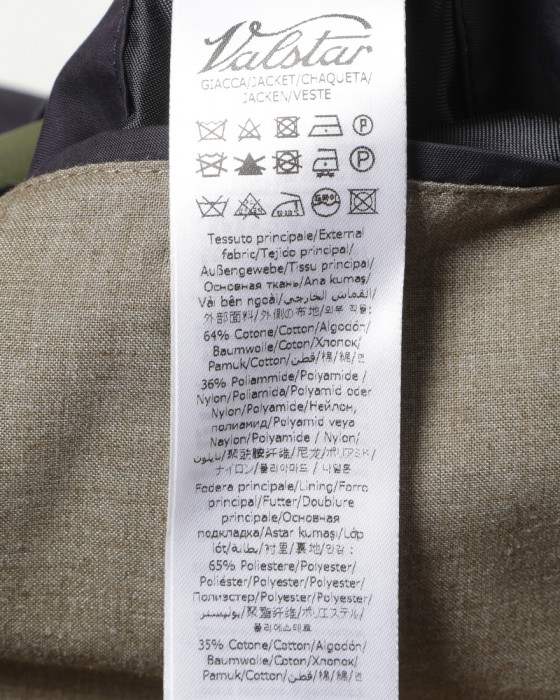 Valstar
GIACCA/JACKET/CHAQUETA/
JACKEN/VESTE
Tessuto principale/External
fabric/Tejido principal/
Außengewebe/Tissu principal/
Основная ткань/Ana kumaş/
Vải bên ngoài/القماش الخارجي/
外部面料/外側の布地/외부 직물:
64% Cotone/Cotton/Algodón/
Baumwolle/Coton/Хлопок/
Pamuk/Cotton/قطن/棉/綿/면
36% Poliammide/Polyamide /
Nylon/Poliamida/Polyamid oder
Nylon/Polyamide/Нейлон,
полиамид/Polyamid veya
Naylon/Polyamide / Nylon/
نايلون/聚酰胺纤维/尼龙/ポリアミド/
ナイロン/폴리아마드 / 나일론
Fodera principale/Lining/Forro
principal/Futter/Doublure
principale/Основная
подкладка/Astar kumaşı/Lớp
lót/بطانة/衬里/裏地/안감:
65% Poliestere/Polyester/
Poliéster/Polyester/Polyester/
Полиэстер/Polyester/Polyester/
بوليستر/聚酯纤维/ポリエステル/
폴리에스테르
35% Cotone/Cotton/Algodón/
Baumwolle/Coton/Хлопок/
Pamuk/Cotton/قطن/棉/綿/면